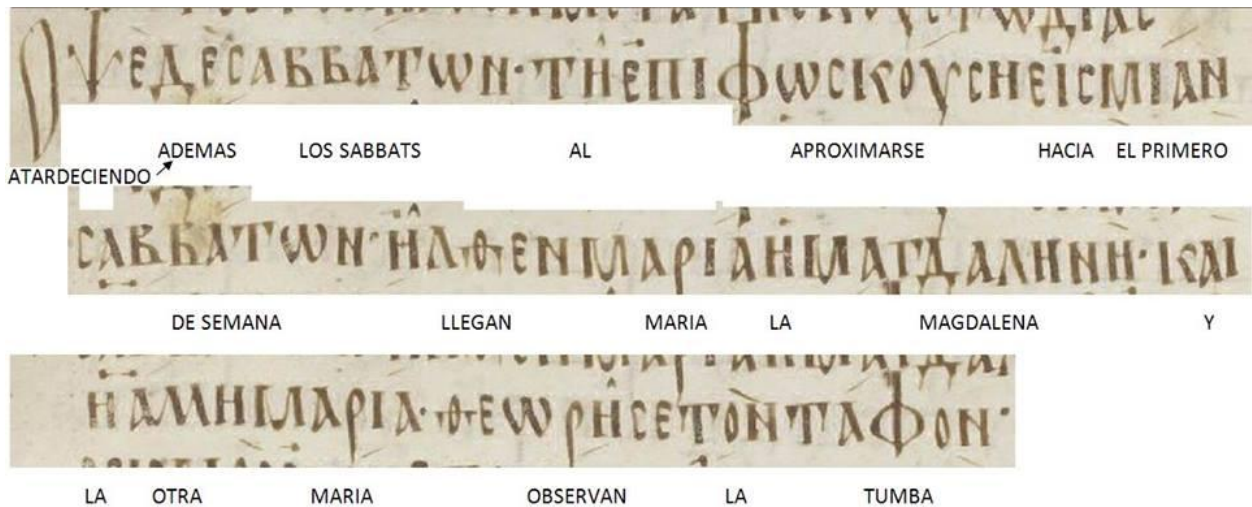 ΟΨΕΔΕϹΑΒΒΑΤΩΝ·ΤΗΕΠΙΦΩϹΚΟΥϹΗΕΙϹΜΙΑΝ
ADEMAS LOS SABBATS AL APROXIMARSE HACIA EL PRIMERO
ATARDECIENDO
ϹΑΒΒΑΤΩΝ·ΗΛΘΕΝΜΑΡΙΑΗΜΑΓΔΑΛΗΝΗ·ΚΑΙ
DE SEMANA LLEGAN MARIA LA MAGDALENA Y
ΗΑΛΛΗΜΑΡΙΑ·ΘΕΩΡΗϹΕΤΟΝΤΑΦΟΝ·
LA OTRA MARIA OBSERVAN LA TUMBA